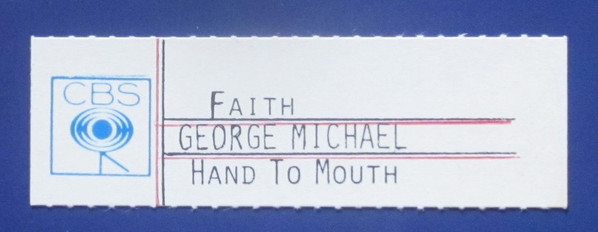 CBS
FAITH
GEORGE MICHAEL
HAND TO MOUTH